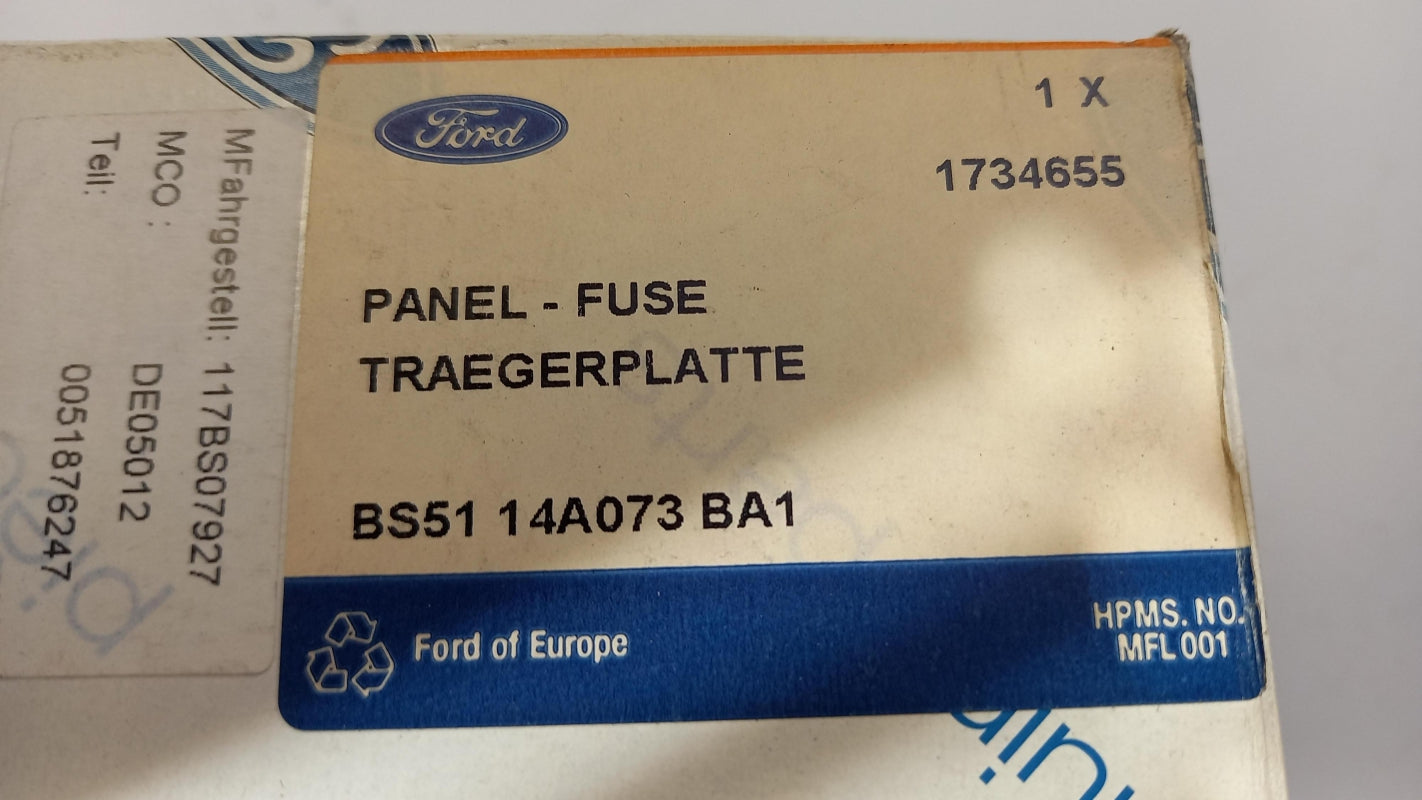 Ford
1 X
1734655
PANEL - FUSE
TRAEGERPLATTE
BS51 14A073 BA1
Ford of Europe
HPMS. NO.
MFL 001
MFahrgestell: 117BS07927
MCO : DE05012
Teil: 0051876247
parts